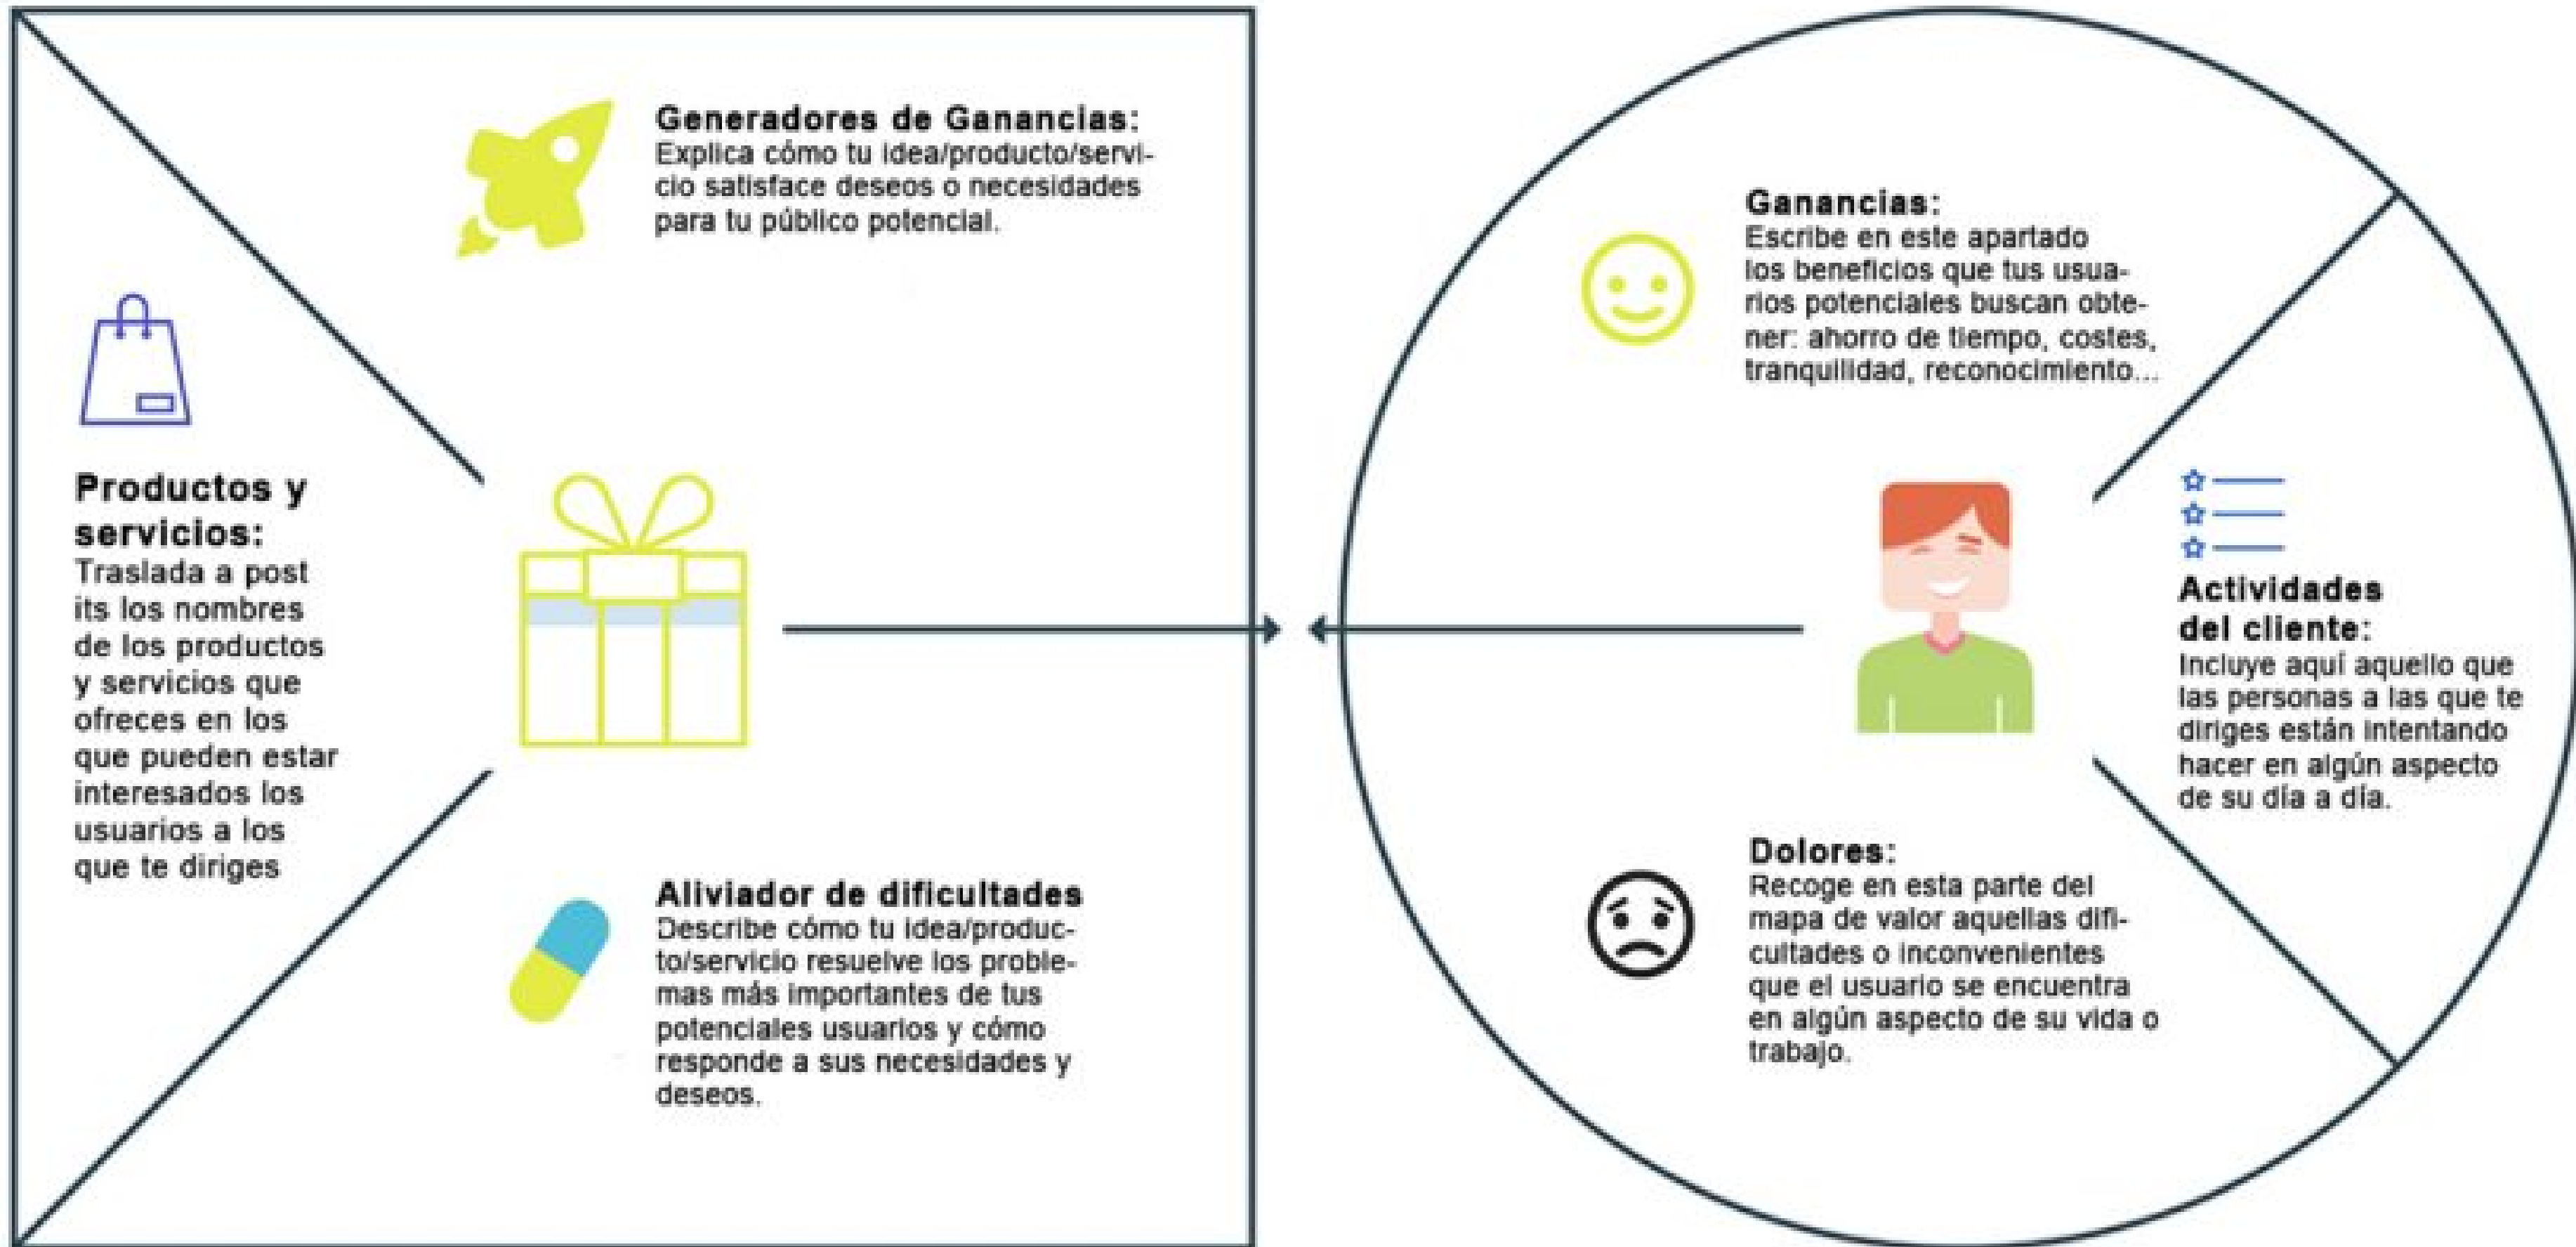 Generadores de Ganancias:
Explica cómo tu idea/producto/servi-
cio satisface deseos o necesidades
para tu público potencial.
Productos y
servicios:
Traslada a post
its los nombres
de los productos
y servicios que
ofreces en los
que pueden estar
interesados los
usuarios a los
que te diriges
Aliviador de dificultades
Describe cómo tu idea/produc-
to/servicio resuelve los proble-
mas más importantes de tus
potenciales usuarios y cómo
responde a sus necesidades y
deseos.
Ganancias:
Escribe en este apartado
los beneficios que tus usua-
rios potenciales buscan obte-
ner: ahorro de tiempo, costes,
tranquilidad, reconocimiento...
Actividades
del cliente:
Incluye aquí aquello que
las personas a las que te
diriges están intentando
hacer en algún aspecto
de su día a día.
Dolores:
Recoge en esta parte del
mapa de valor aquellas difi-
cultades o inconvenientes
que el usuario se encuentra
en algún aspecto de su vida o
trabajo.